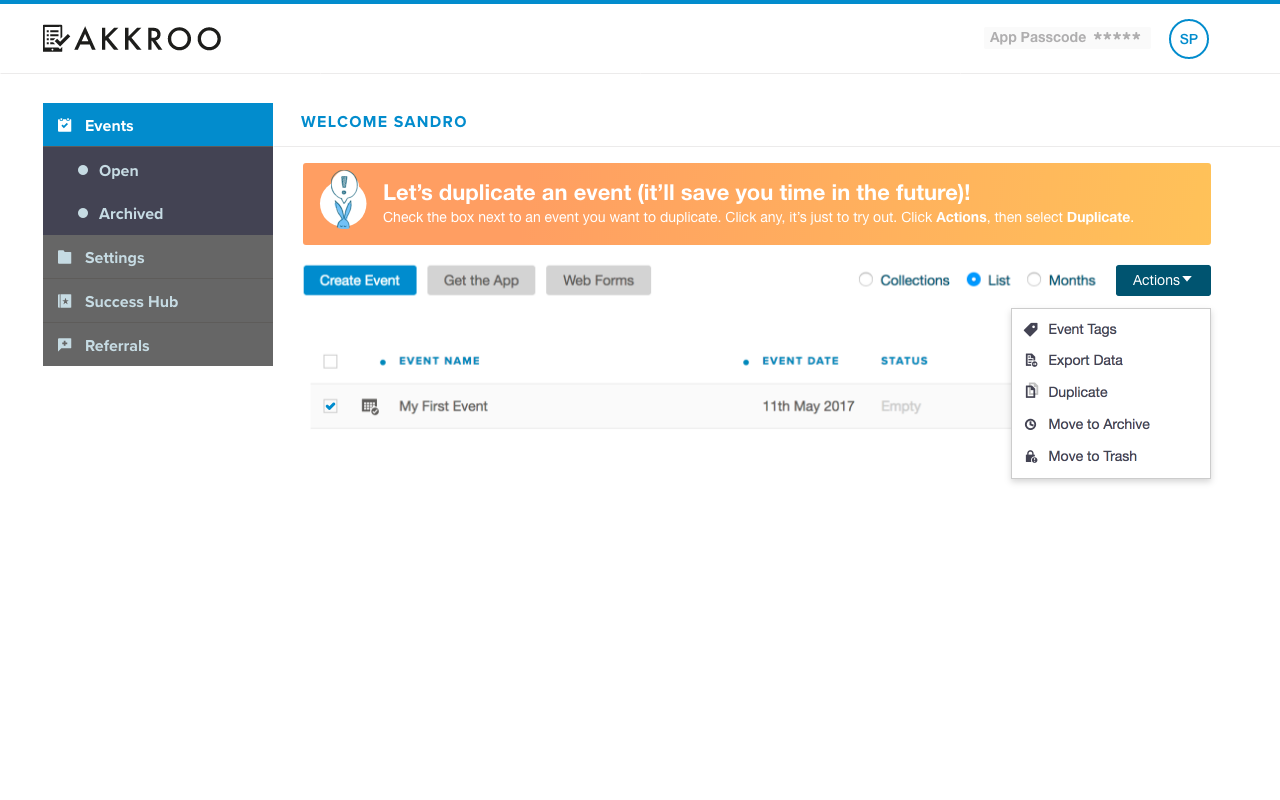 AKKROO
App Passcode *****
SP
Events
Open
Archived
Settings
Success Hub
Referrals
WELCOME SANDRO
Let’s duplicate an event (it’ll save you time in the future)!
Check the box next to an event you want to duplicate. Click any, it’s just to try out. Click Actions, then select Duplicate.
Create Event Get the App Web Forms Collections List Months Actions
Event Tags
Export Data
Duplicate
Move to Archive
Move to Trash
EVENT NAME EVENT DATE STATUS
My First Event 11th May 2017 Empty